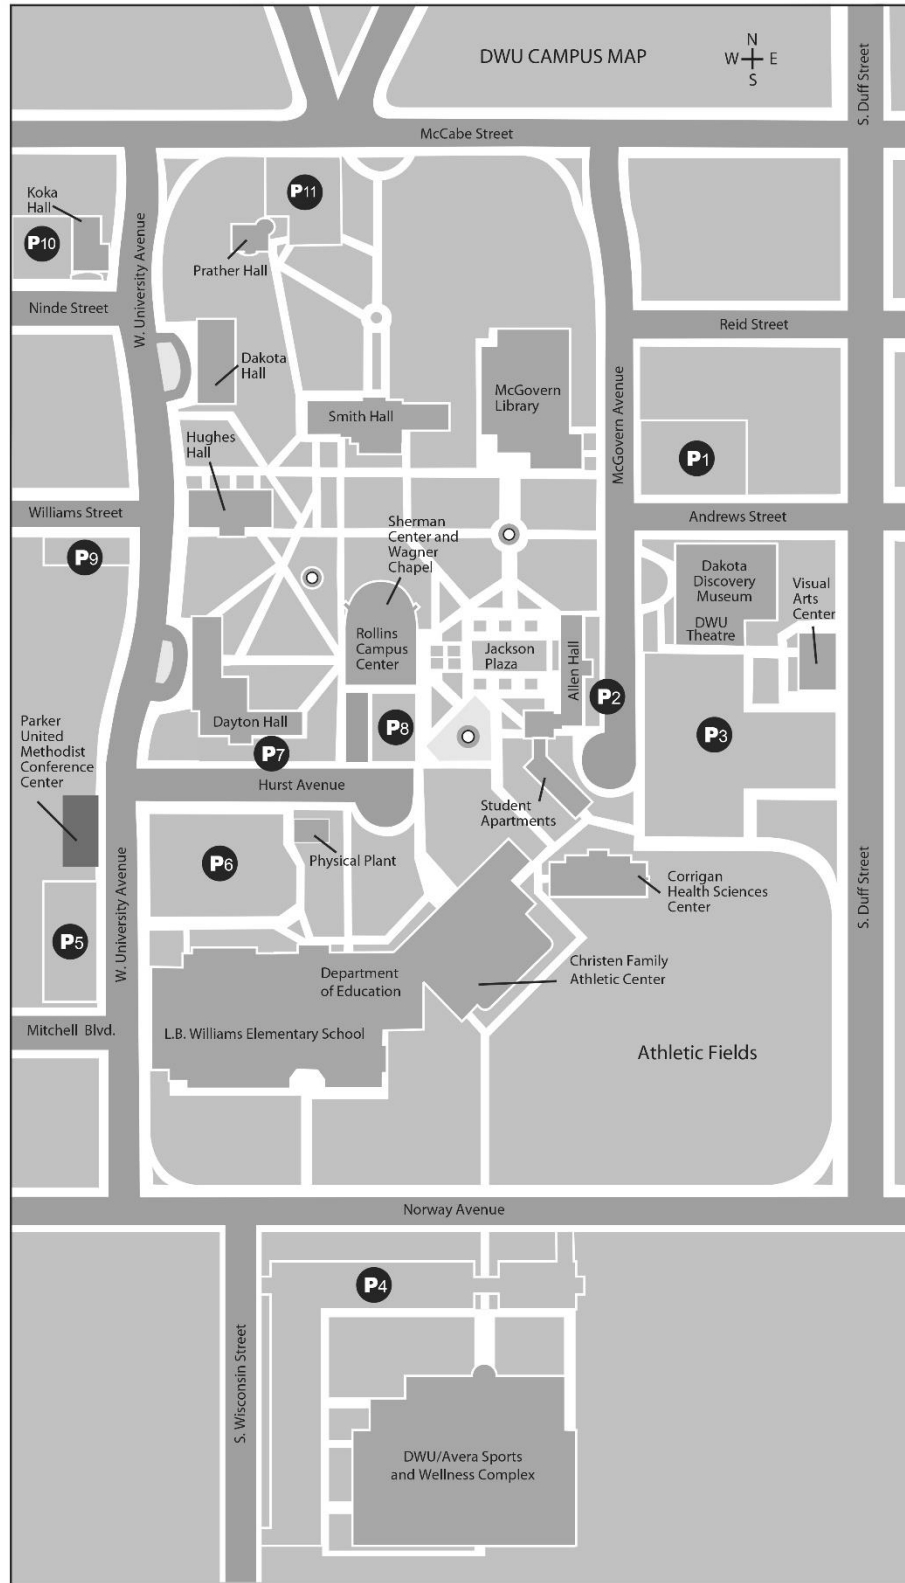 DWU CAMPUS MAP
N
W E
S
S. Duff Street
McCabe Street
Koka
Hall
P11
P10
Prather Hall
W. University Avenue
Ninde Street
Reid Street
Dakota
Hall
McGovern
Library
McGovern Avenue
Smith Hall
Hughes
Hall
P1
Williams Street
Andrews Street
Sherman
Center and
Wagner
Chapel
P9
Dakota
Discovery
Museum
DWU
Theatre
Visual
Arts
Center
Rollins
Campus
Center
Jackson
Plaza
Allen Hall
P2
Parker
United
Methodist
Conference
Center
Dayton Hall
P8
P3
P7
Hurst Avenue
Student
Apartments
P6
Physical Plant
Corrigan
Health Sciences
Center
S. Duff Street
W. University Avenue
P5
Department
of Education
Christen Family
Athletic Center
Mitchell Blvd.
L.B. Williams Elementary School
Athletic Fields
Norway Avenue
P4
S. Wisconsin Street
DWU/Avera Sports
and Wellness Complex